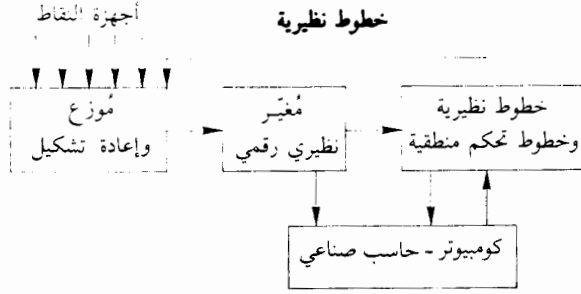 خطوط نظيرية
أجهزة النقاط
مُوزع
وإعادة تشكيل
مُغيّر
نظيري رقمي
خطوط نظيرية
وخطوط تحكم منطقية
كومبيوتر - حاسب صناعي